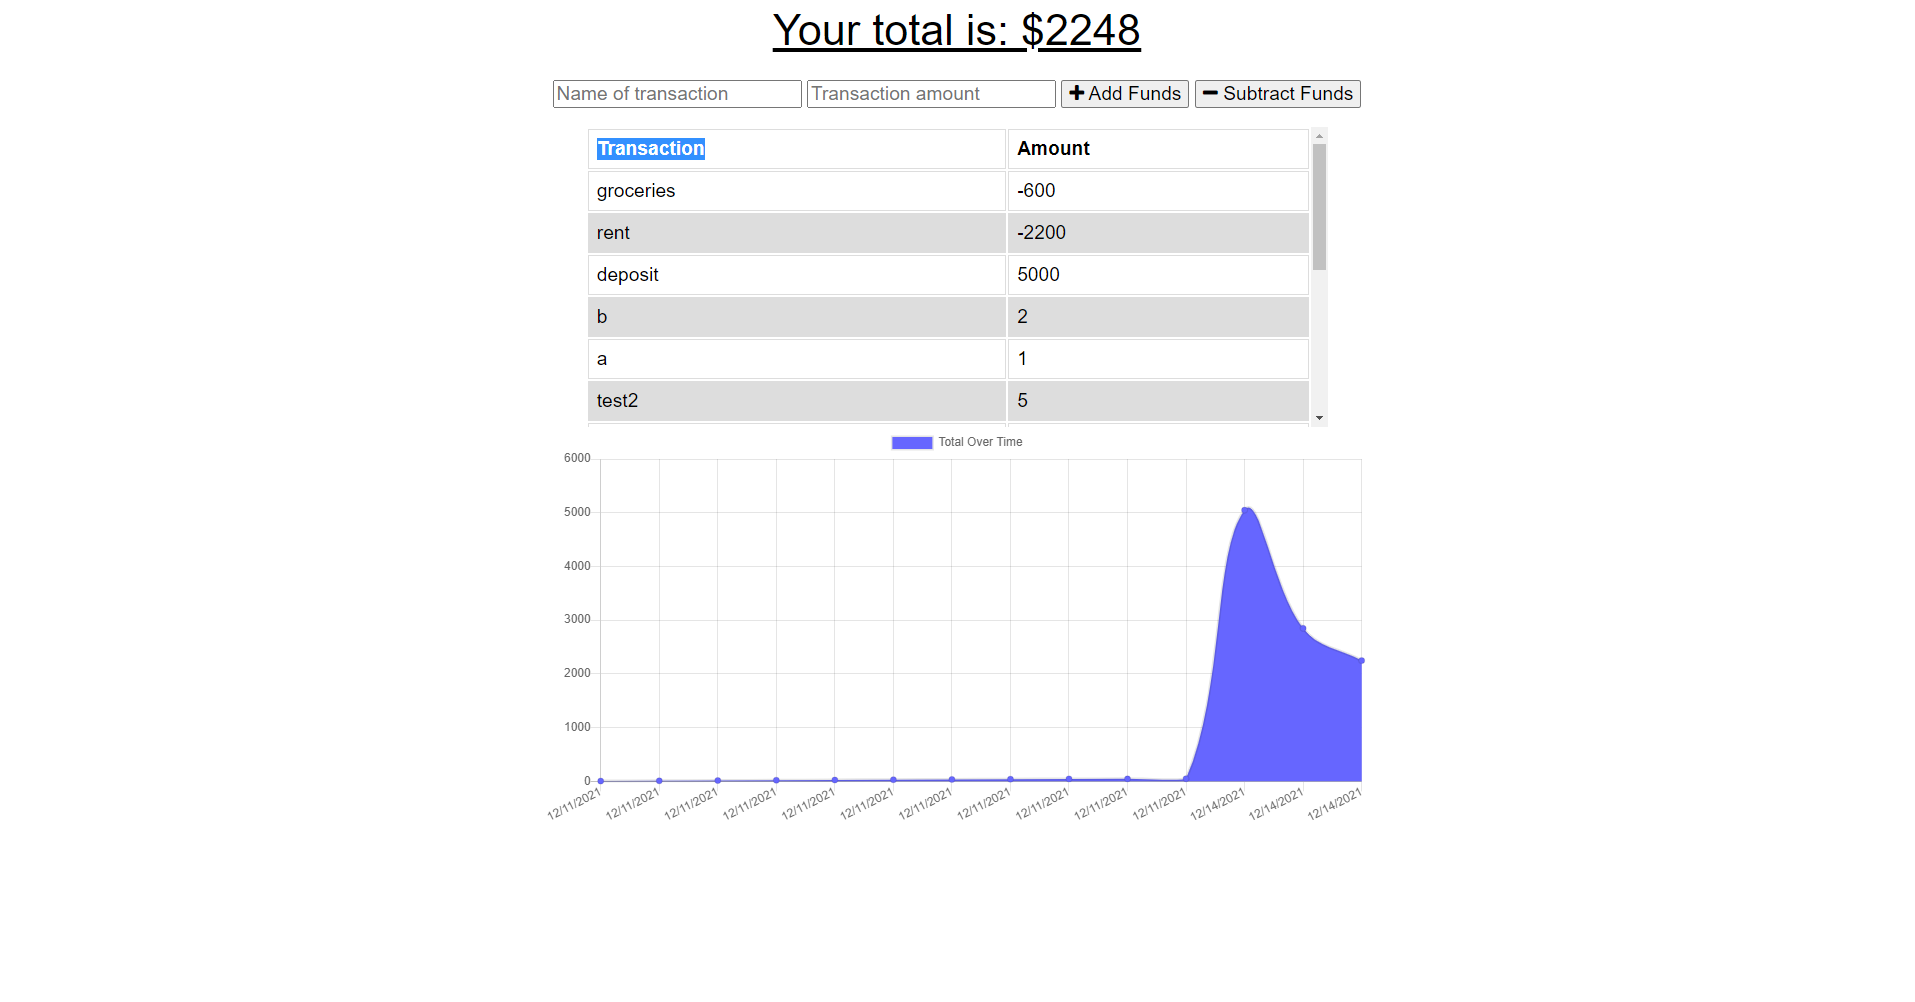 Your total is: $2248
Name of transaction Transaction amount Add Funds Subtract Funds
Transaction Amount
groceries -600
rent -2200
deposit 5000
b 2
a 1
test2 5
Total Over Time
6000
5000
4000
3000
2000
1000
0
12/11/2021 12/11/2021 12/11/2021 12/11/2021 12/11/2021 12/11/2021 12/11/2021 12/11/2021 12/11/2021 12/11/2021 12/11/2021 12/14/2021 12/14/2021 12/14/2021